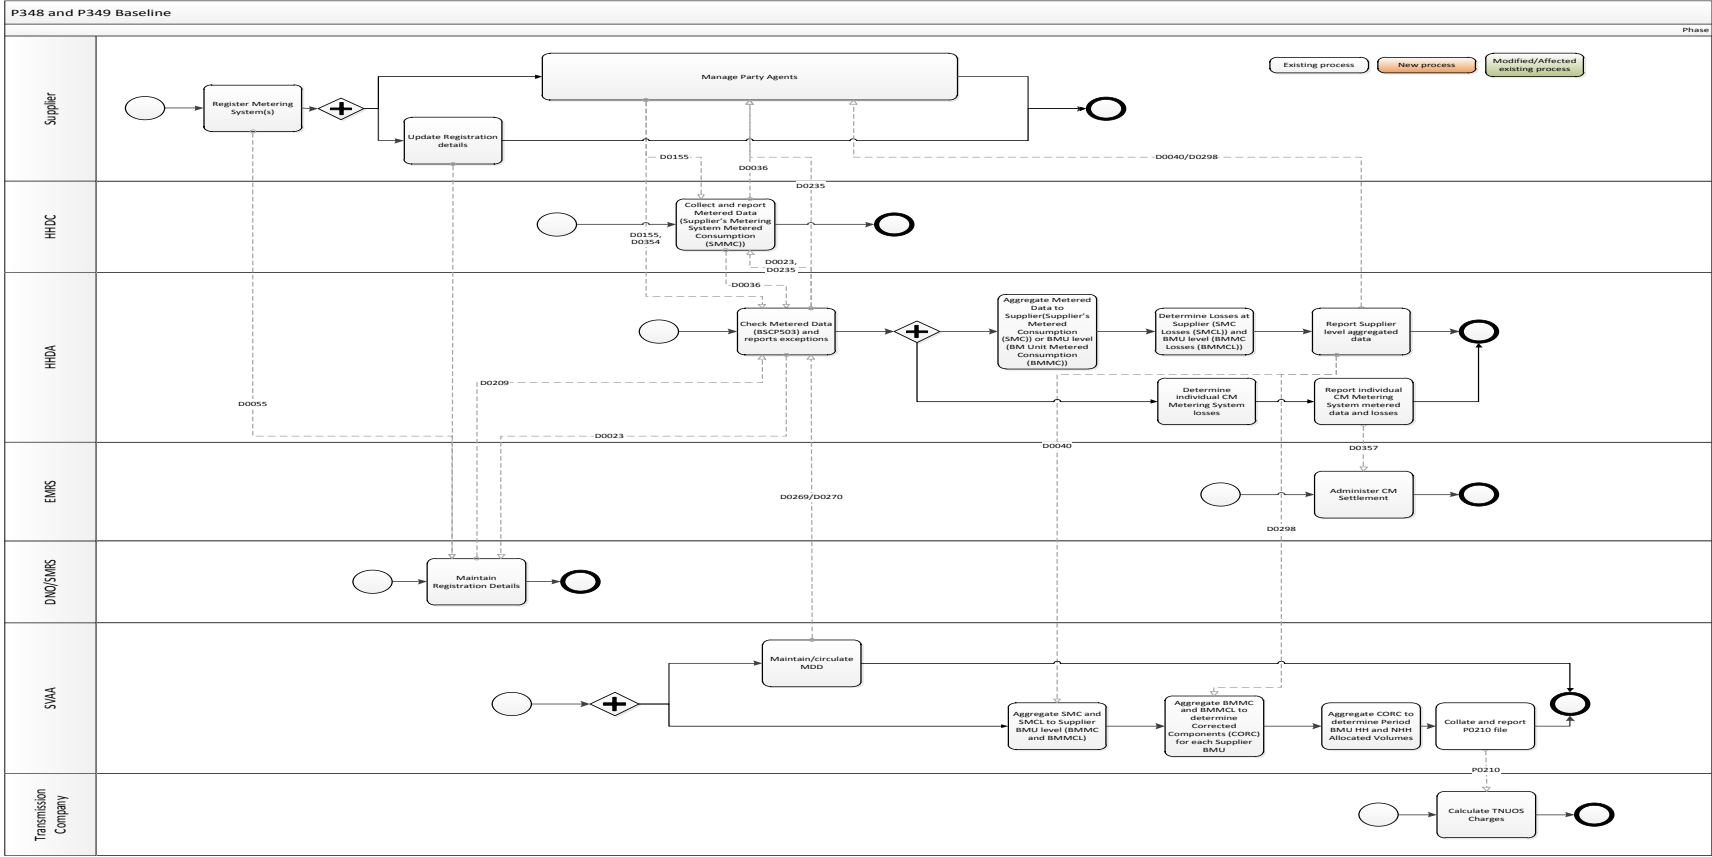 P348 and P349 Baseline
Phase
Supplier
Register Metering
System(s)
Update Registration
details
Manage Party Agents
Existing process
New process
Modified/Affected
existing process
D0155
D0036
D0040/D0298
D0235
HHDC
Collect and report
Metered Data
(Supplier's Metering
System Metered
Consumption
(SMMC))
D0155,
D0354
D0023,
D0235
D0036
HHDA
Check Metered Data
(BSCP503) and
reports exceptions
Aggregate Metered
Data to
Supplier(Supplier's
Metered
Consumption
(SMC)) or BMU level
(BM Unit Metered
Consumption
(BMMC))
Determine Losses at
Supplier (SMC
Losses (SMCL)) and
BMU level (BMMC
Losses (BMMCL))
Report Supplier
level aggregated
data
Determine
individual CM
Metering System
losses
Report individual
CM Metering
System metered
data and losses
D0209
D0055
D0023
D0040
D0357
EMRS
Administer CM
Settlement
D0269/D0270
D0298
DNO/SMRS
Maintain
Registration Details
SVAA
Maintain/circulate
MDD
Aggregate SMC and
SMCL to Supplier
BMU level (BMMC
and BMMCL)
Aggregate BMMC
and BMMCL to
determine
Corrected
Components (CORC)
for each Supplier
BMU
Aggregate CORC to
determine Period
BMU HH and NHH
Allocated Volumes
Collate and report
P0210 file
P0210
Transmission
Company
Calculate TNUOS
Charges